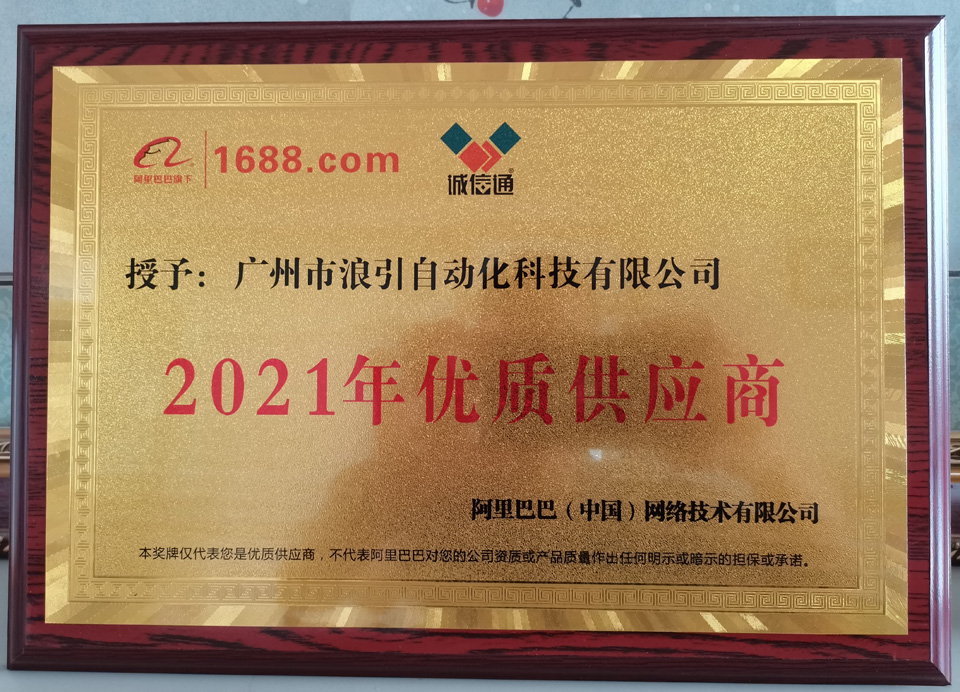 阿里巴巴旗下
1688.com
诚信通
授予：广州市浪引自动化科技有限公司
2021年优质供应商
阿里巴巴（中国）网络技术有限公司
本奖牌仅代表您是优质供应商，不代表阿里巴巴对您的公司资质或产品质量作出任何明示或暗示的担保或承诺。